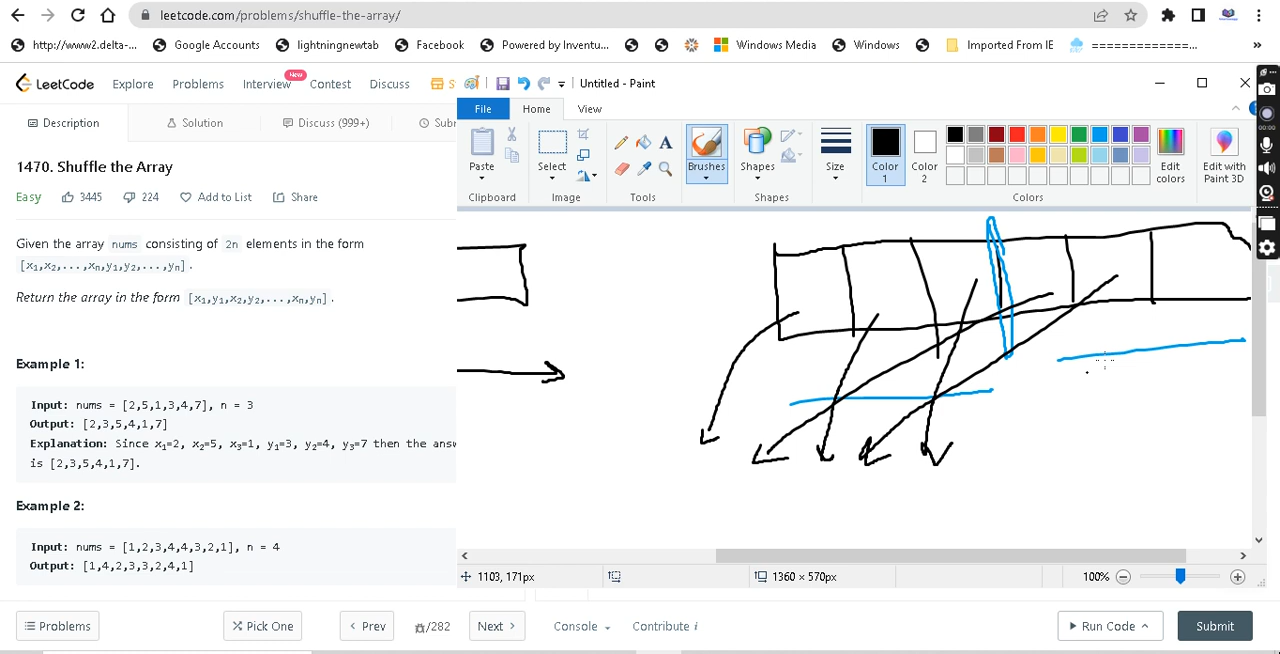 leetcode.com/problems/shuffle-the-array/
http://www2.delta-... Google Accounts lightningnewtab Facebook Powered by Inventu... Windows Media Windows Imported From IE =============... »
LeetCode Explore Problems Interview New Contest Discuss S
Untitled - Paint
File Home View
Description Solution Discuss (999+) Sub
Paste Select Brushes Shapes Size Color 1 Color 2 Edit colors Edit with Paint 3D
Clipboard Image Tools Shapes Colors
1470. Shuffle the Array
Easy 3445 224 Add to List Share
Given the array nums consisting of 2n elements in the form
[x₁,x₂,...,xₙ,y₁,y₂,...,yₙ].
Return the array in the form [x₁,y₁,x₂,y₂,...,xₙ,yₙ].
Example 1:
Input: nums = [2,5,1,3,4,7], n = 3
Output: [2,3,5,4,1,7]
Explanation: Since x₁=2, x₂=5, x₃=1, y₁=3, y₂=4, y₃=7 then the answ
is [2,3,5,4,1,7].
Example 2:
Input: nums = [1,2,3,4,4,3,2,1], n = 4
Output: [1,4,2,3,3,2,4,1]
1103, 171px 1360 × 570px 100%
Problems Pick One Prev /282 Next Console Contribute i Run Code Submit